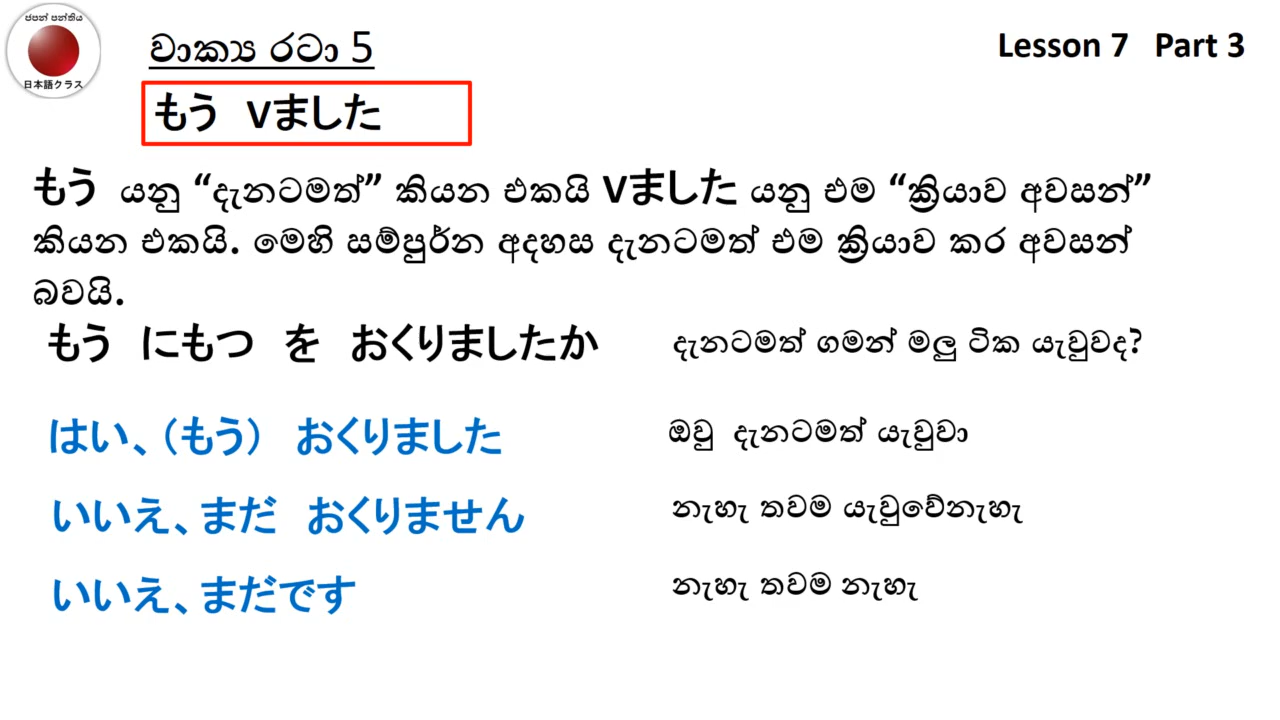 ජපන් පන්තිය
日本語クラス
වාක්‍ය රටා 5
Lesson 7 Part 3
もう Vました
もう යනු “දැනටමත්” කියන එකයි Vました යනු එම “ක්‍රියාව අවසන්”
කියන එකයි. මෙහි සම්පුර්න අදහස දැනටමත් එම ක්‍රියාව කර අවසන්
බවයි.
もう にもつ を おくりましたか දැනටමත් ගමන් මලු ටික යැවුවද?
はい、(もう) おくりました ඔවු දැනටමත් යැවුවා
いいえ、まだ おくりません නැහැ තවම යැවුවේනැහැ
いいえ、まだです නැහැ තවම නැහැ